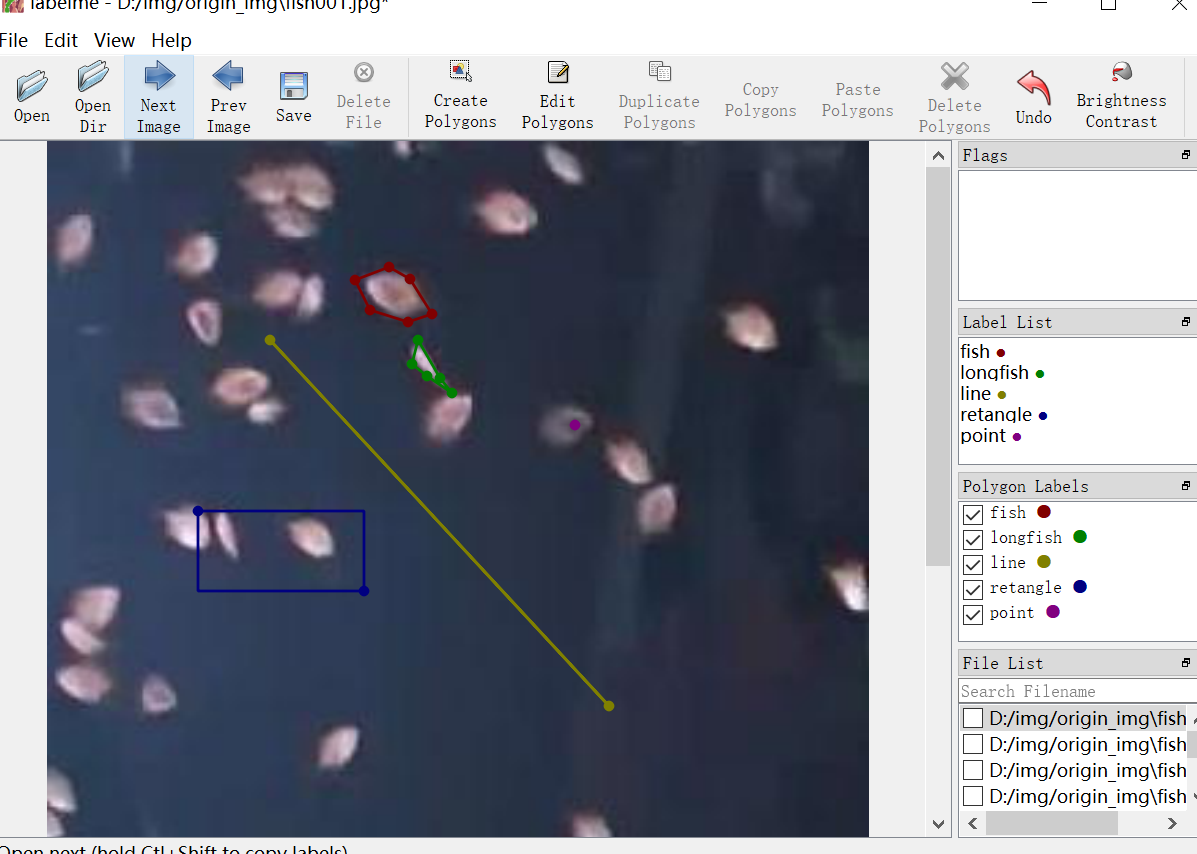 labelme - D:/img/origin_img\fish001.jpg*
File Edit View Help
Open
Open Dir
Next Image
Prev Image
Save
Delete File
Create Polygons
Edit Polygons
Duplicate Polygons
Copy Polygons
Paste Polygons
Delete Polygons
Undo
Brightness Contrast
Flags
Label List
fish
longfish
line
retangle
point
Polygon Labels
fish
longfish
line
retangle
point
File List
Search Filename
D:/img/origin_img\fish
D:/img/origin_img\fish
D:/img/origin_img\fish
D:/img/origin_img\fish
Open next (hold Ctl+Shift to copy labels)